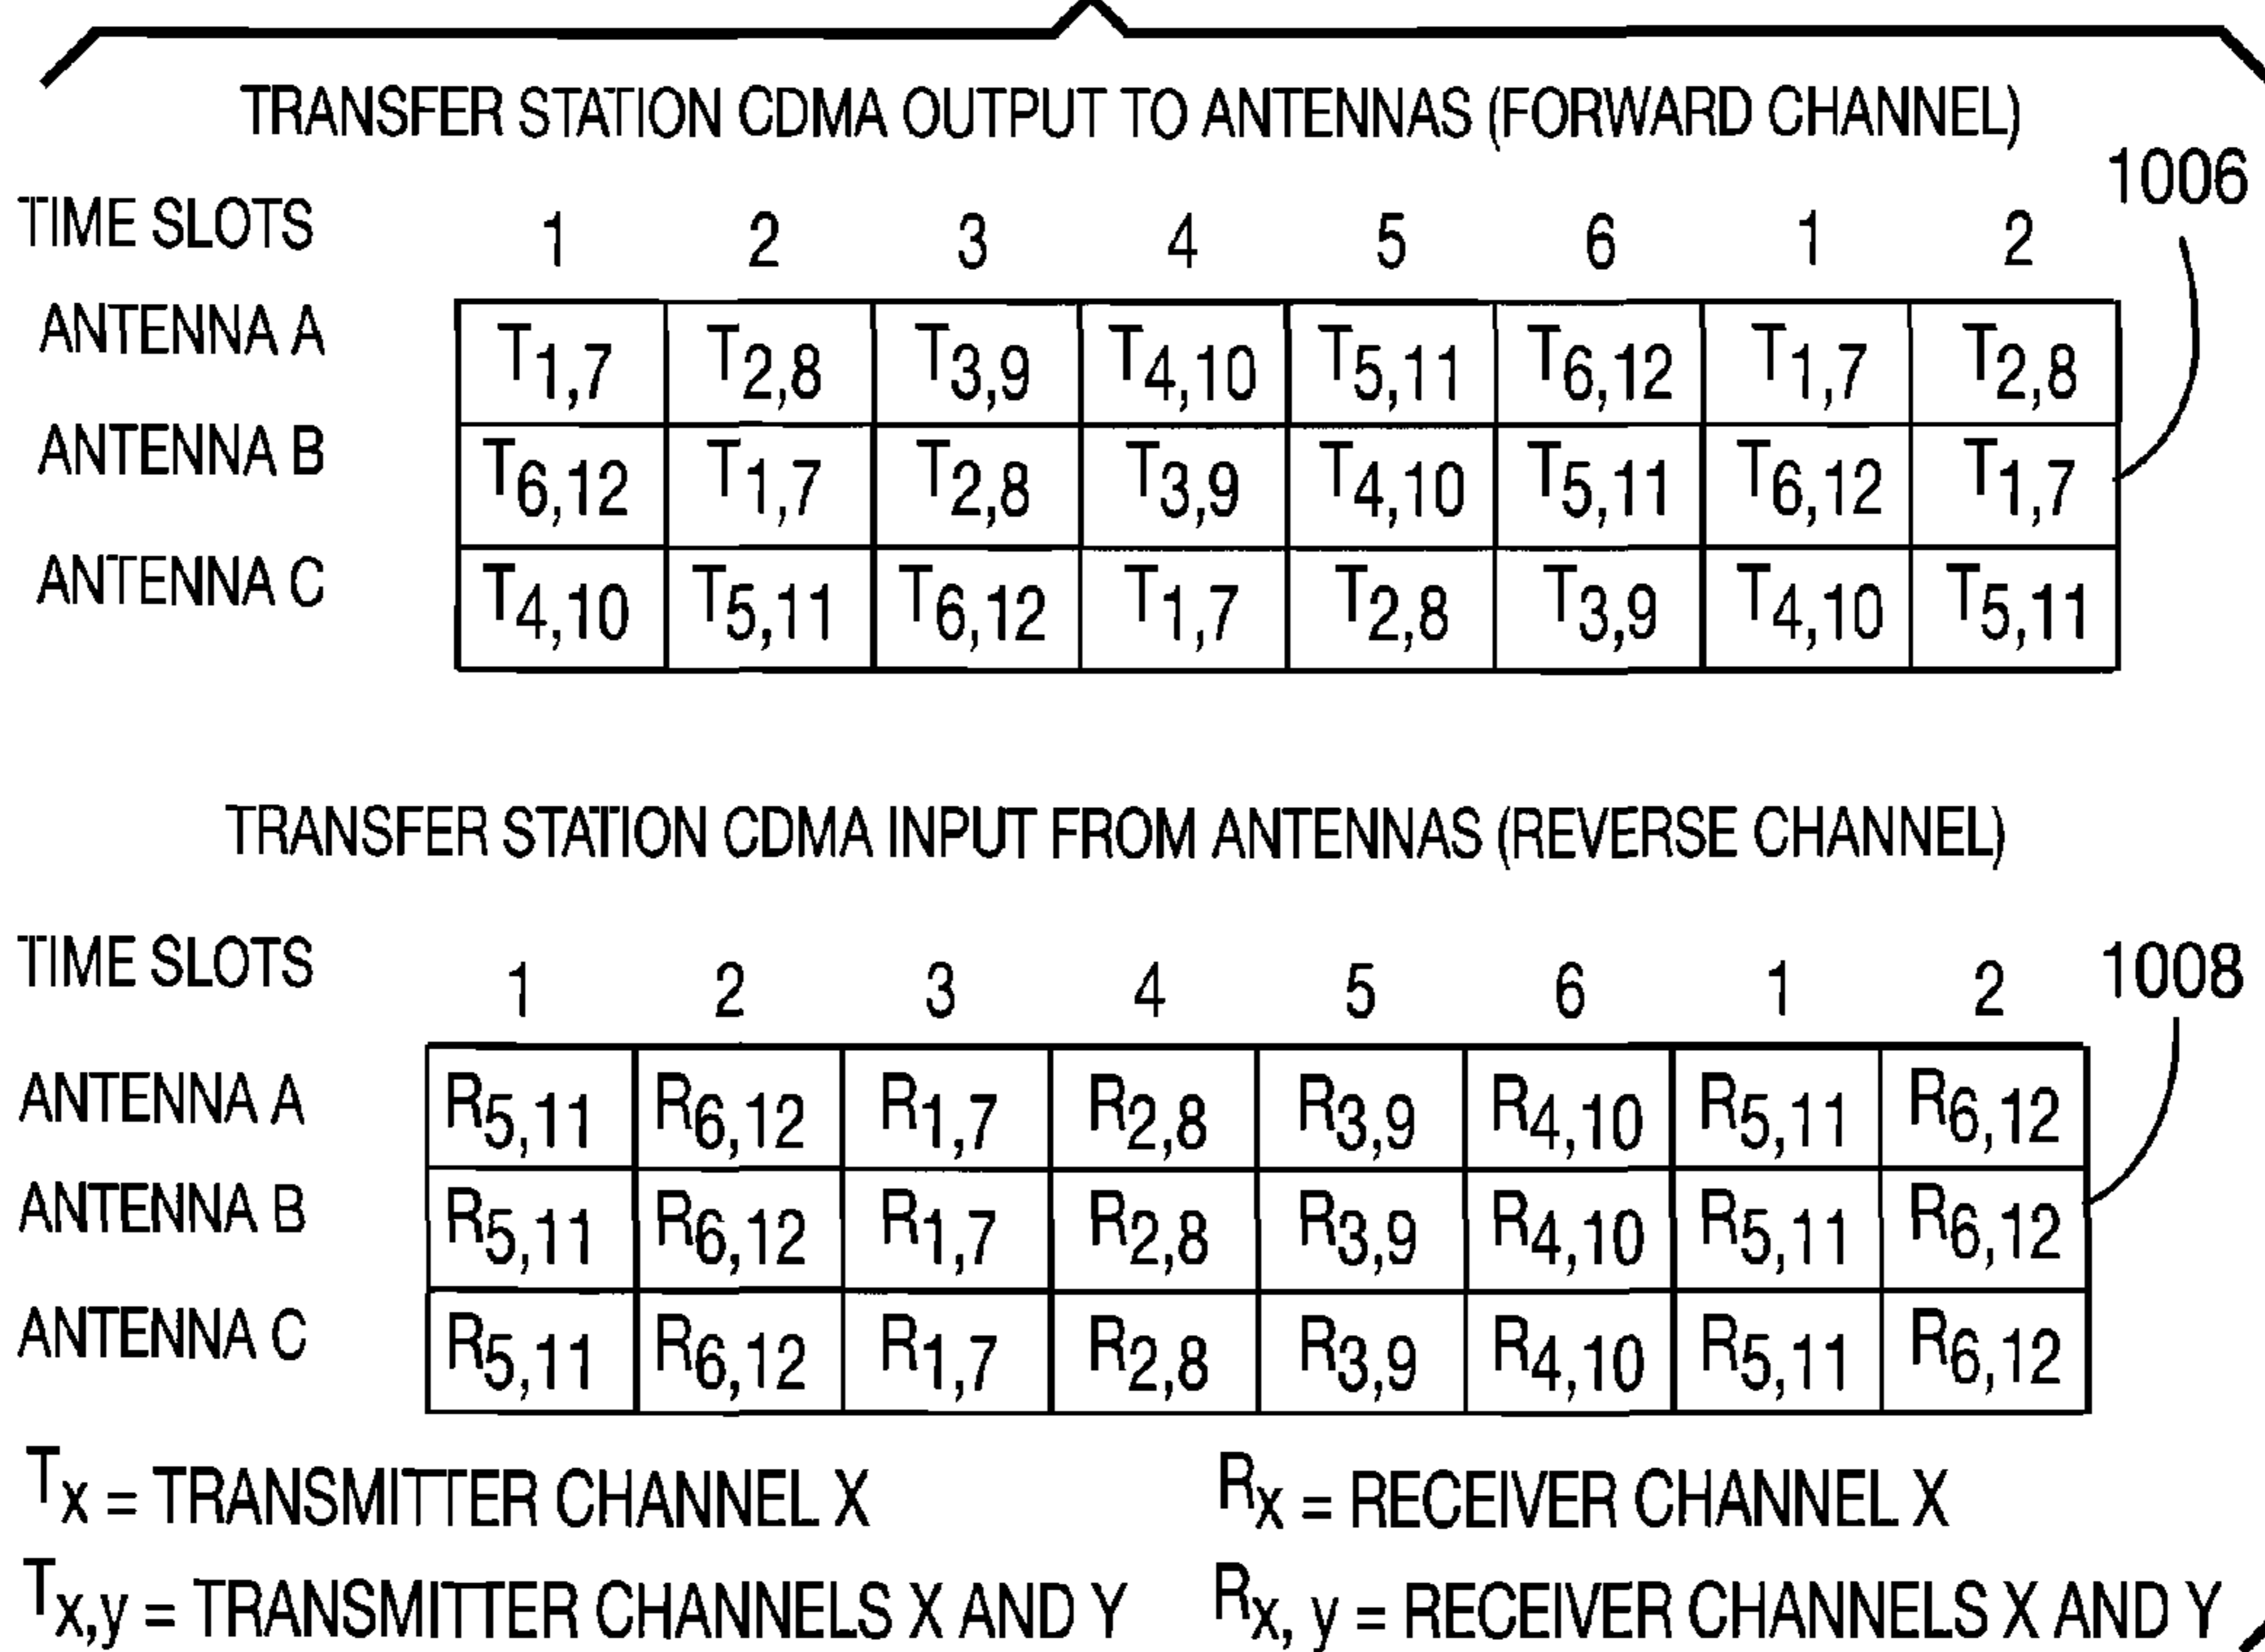 TRANSFER STATION CDMA OUTPUT TO ANTENNAS (FORWARD CHANNEL)
1006
TIME SLOTS 1 2 3 4 5 6 1 2
ANTENNA A T1,7 T2,8 T3,9 T4,10 T5,11 T6,12 T1,7 T2,8
ANTENNA B T6,12 T1,7 T2,8 T3,9 T4,10 T5,11 T6,12 T1,7
ANTENNA C T4,10 T5,11 T6,12 T1,7 T2,8 T3,9 T4,10 T5,11
TRANSFER STATION CDMA INPUT FROM ANTENNAS (REVERSE CHANNEL)
TIME SLOTS 1 2 3 4 5 6 1 2 1008
ANTENNA A R5,11 R6,12 R1,7 R2,8 R3,9 R4,10 R5,11 R6,12
ANTENNA B R5,11 R6,12 R1,7 R2,8 R3,9 R4,10 R5,11 R6,12
ANTENNA C R5,11 R6,12 R1,7 R2,8 R3,9 R4,10 R5,11 R6,12
Tx = TRANSMITTER CHANNEL X Rx = RECEIVER CHANNEL X
Tx,y = TRANSMITTER CHANNELS X AND Y Rx, y = RECEIVER CHANNELS X AND Y